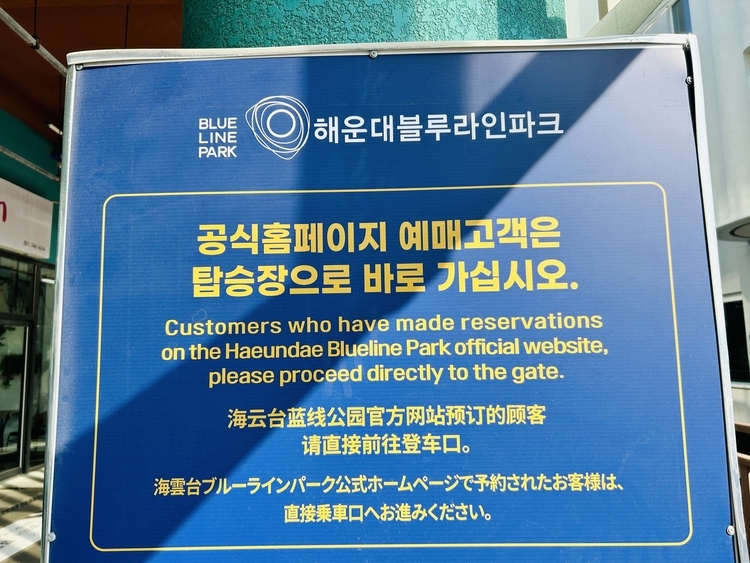 BLUE
LINE
PARK
해운대블루라인파크
공식홈페이지 예매고객은
탑승장으로 바로 가십시오.
Customers who have made reservations
on the Haeundae Blueline Park official website,
please proceed directly to the gate.
海云台蓝线公园官方网站预订的顾客
请直接前往登车口。
海雲台ブルーラインパーク公式ホームページで予約されたお客様は、
直接乗車口へお進みください。